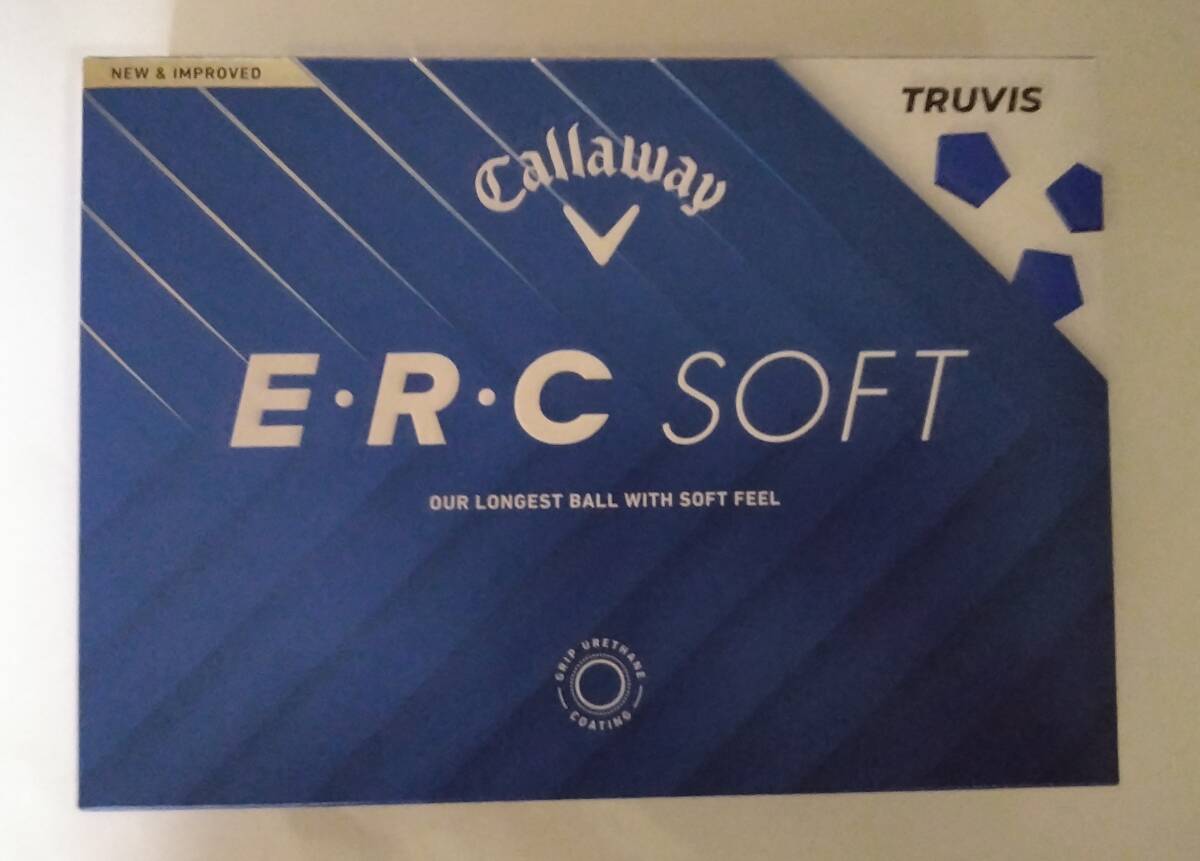 NEW & IMPROVED
TRUVIS
Callaway
E·R·C SOFT
OUR LONGEST BALL WITH SOFT FEEL
GRIP URETHANE
COATING